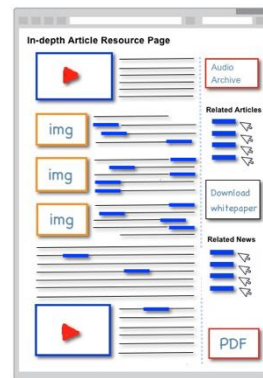 In-depth Article Resource Page
Audio
Archive
Related Articles
img
img
Download
whitepaper
img
Related News
PDF